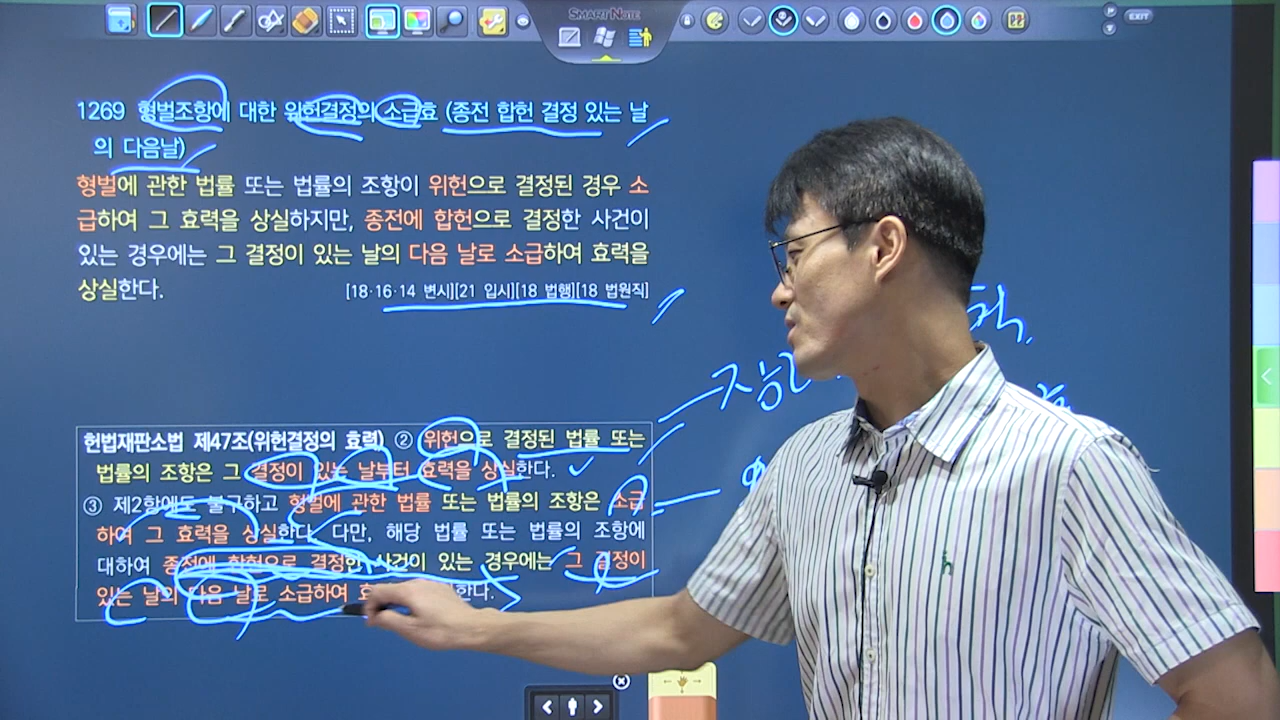 SMART NOTE
EXIT
1269 형벌조항에 대한 위헌결정의 소급효 (종전 합헌 결정 있는 날
의 다음날)
형벌에 관한 법률 또는 법률의 조항이 위헌으로 결정된 경우 소
급하여 그 효력을 상실하지만, 종전에 합헌으로 결정한 사건이
있는 경우에는 그 결정이 있는 날의 다음 날로 소급하여 효력을
상실한다.
[18·16·14 변시][21 입시][18 법행][18 법원직]
헌법재판소법 제47조(위헌결정의 효력) ② 위헌으로 결정된 법률 또는
법률의 조항은 그 결정이 있는 날부터 효력을 상실한다.
③ 제2항에도 불구하고 형벌에 관한 법률 또는 법률의 조항은 소급
하여 그 효력을 상실한다. 다만, 해당 법률 또는 법률의 조항에
대하여 종전에 합헌으로 결정한 사건이 있는 경우에는 그 결정이
있는 날의 다음 날로 소급하여
한다.